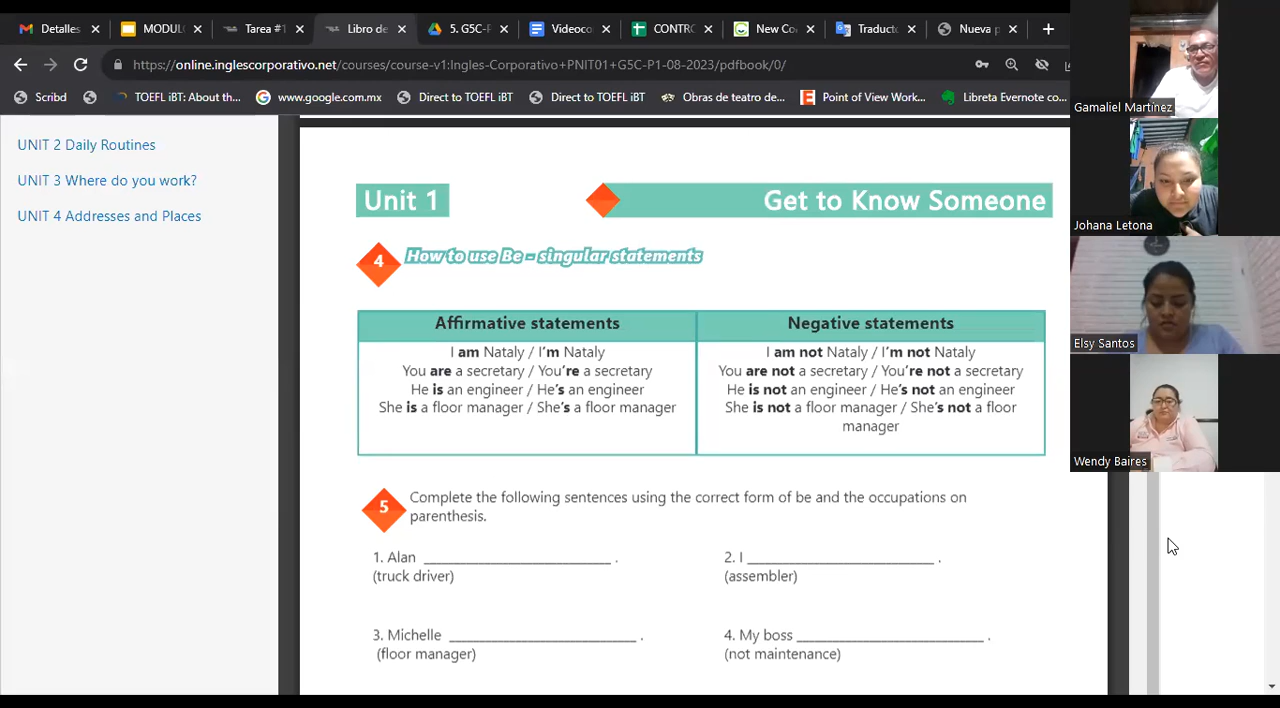 Detalles
MODUL
Tarea #1
Libro de
5. G5C
Videoco
CONTR
New Co
Traduct
Nueva p
https://online.inglescorporativo.net/courses/course-v1:Ingles-Corporativo+PNIT01+G5C-P1-08-2023/pdfbook/0/
Scribd
TOEFL iBT: About th...
www.google.com.mx
Direct to TOEFL iBT
Direct to TOEFL iBT
Obras de teatro de...
Point of View Work...
Libreta Evernote co...
UNIT 2 Daily Routines
UNIT 3 Where do you work?
UNIT 4 Addresses and Places
Unit 1
Get to Know Someone
4
How to use Be - singular statements
Affirmative statements
I am Nataly / I'm Nataly
You are a secretary / You're a secretary
He is an engineer / He's an engineer
She is a floor manager / She's a floor manager
Negative statements
I am not Nataly / I'm not Nataly
You are not a secretary / You're not a secretary
He is not an engineer / He's not an engineer
She is not a floor manager / She's not a floor
manager
5
Complete the following sentences using the correct form of be and the occupations on
parenthesis.
1. Alan ____________________________ .
(truck driver)
2. I ____________________________ .
(assembler)
3. Michelle ____________________________ .
(floor manager)
4. My boss ____________________________ .
(not maintenance)
Gamaliel Martínez
Johana Letona
Elsy Santos
Wendy Baires